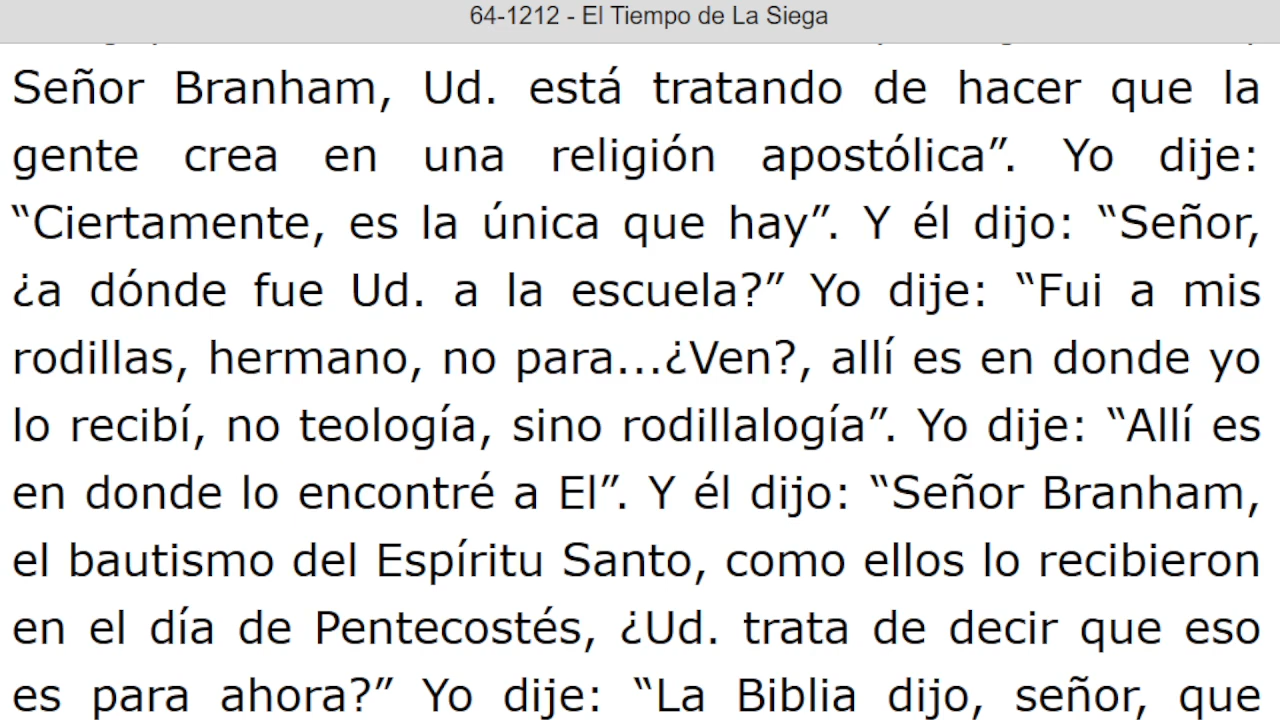 64-1212 - El Tiempo de La Siega
Señor Branham, Ud. está tratando de hacer que la
gente crea en una religión apostólica”. Yo dije:
“Ciertamente, es la única que hay”. Y él dijo: “Señor,
¿a dónde fue Ud. a la escuela?” Yo dije: “Fui a mis
rodillas, hermano, no para...¿Ven?, allí es en donde yo
lo recibí, no teología, sino rodillalogía”. Yo dije: “Allí es
en donde lo encontré a El”. Y él dijo: “Señor Branham,
el bautismo del Espíritu Santo, como ellos lo recibieron
en el día de Pentecostés, ¿Ud. trata de decir que eso
es para ahora?” Yo dije: “La Biblia dijo, señor, que